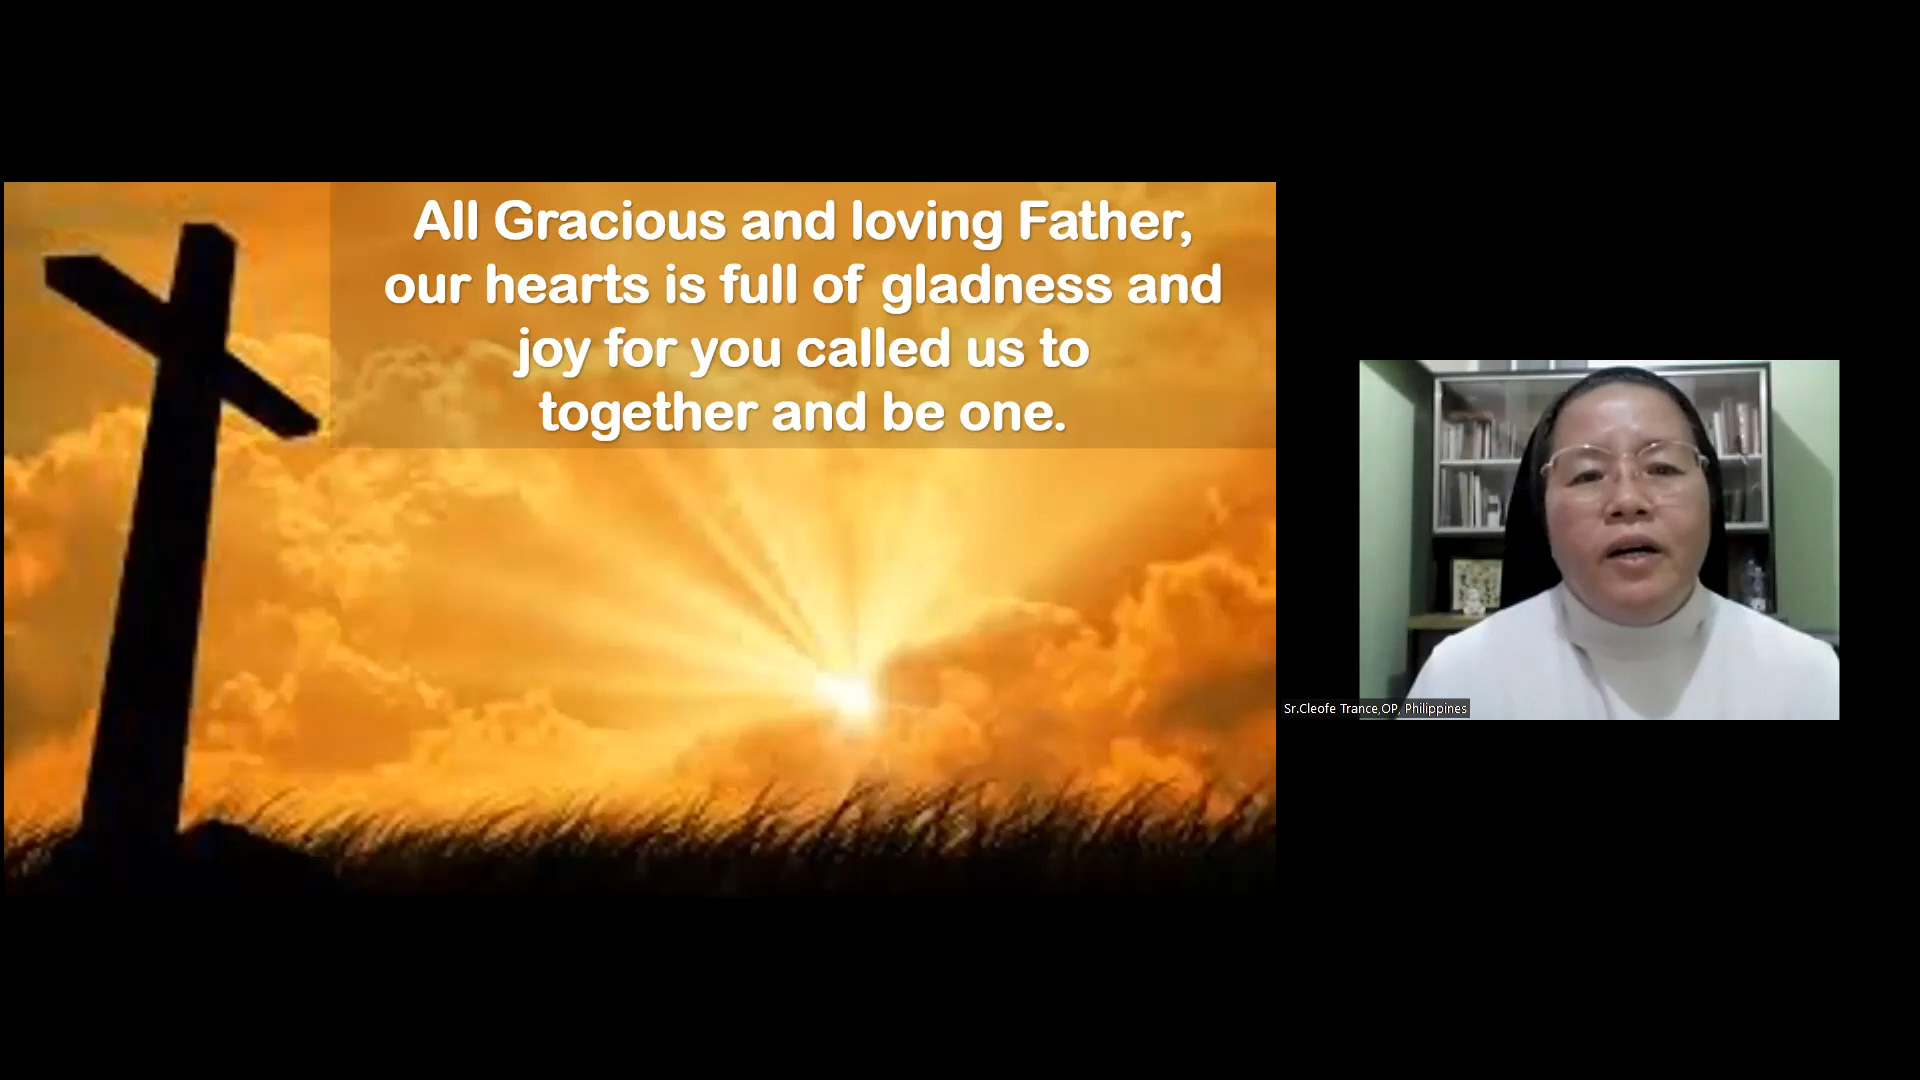 All Gracious and loving Father,
our hearts is full of gladness and
joy for you called us to
together and be one.
Sr.Cleofe Trance,OP, Philippines